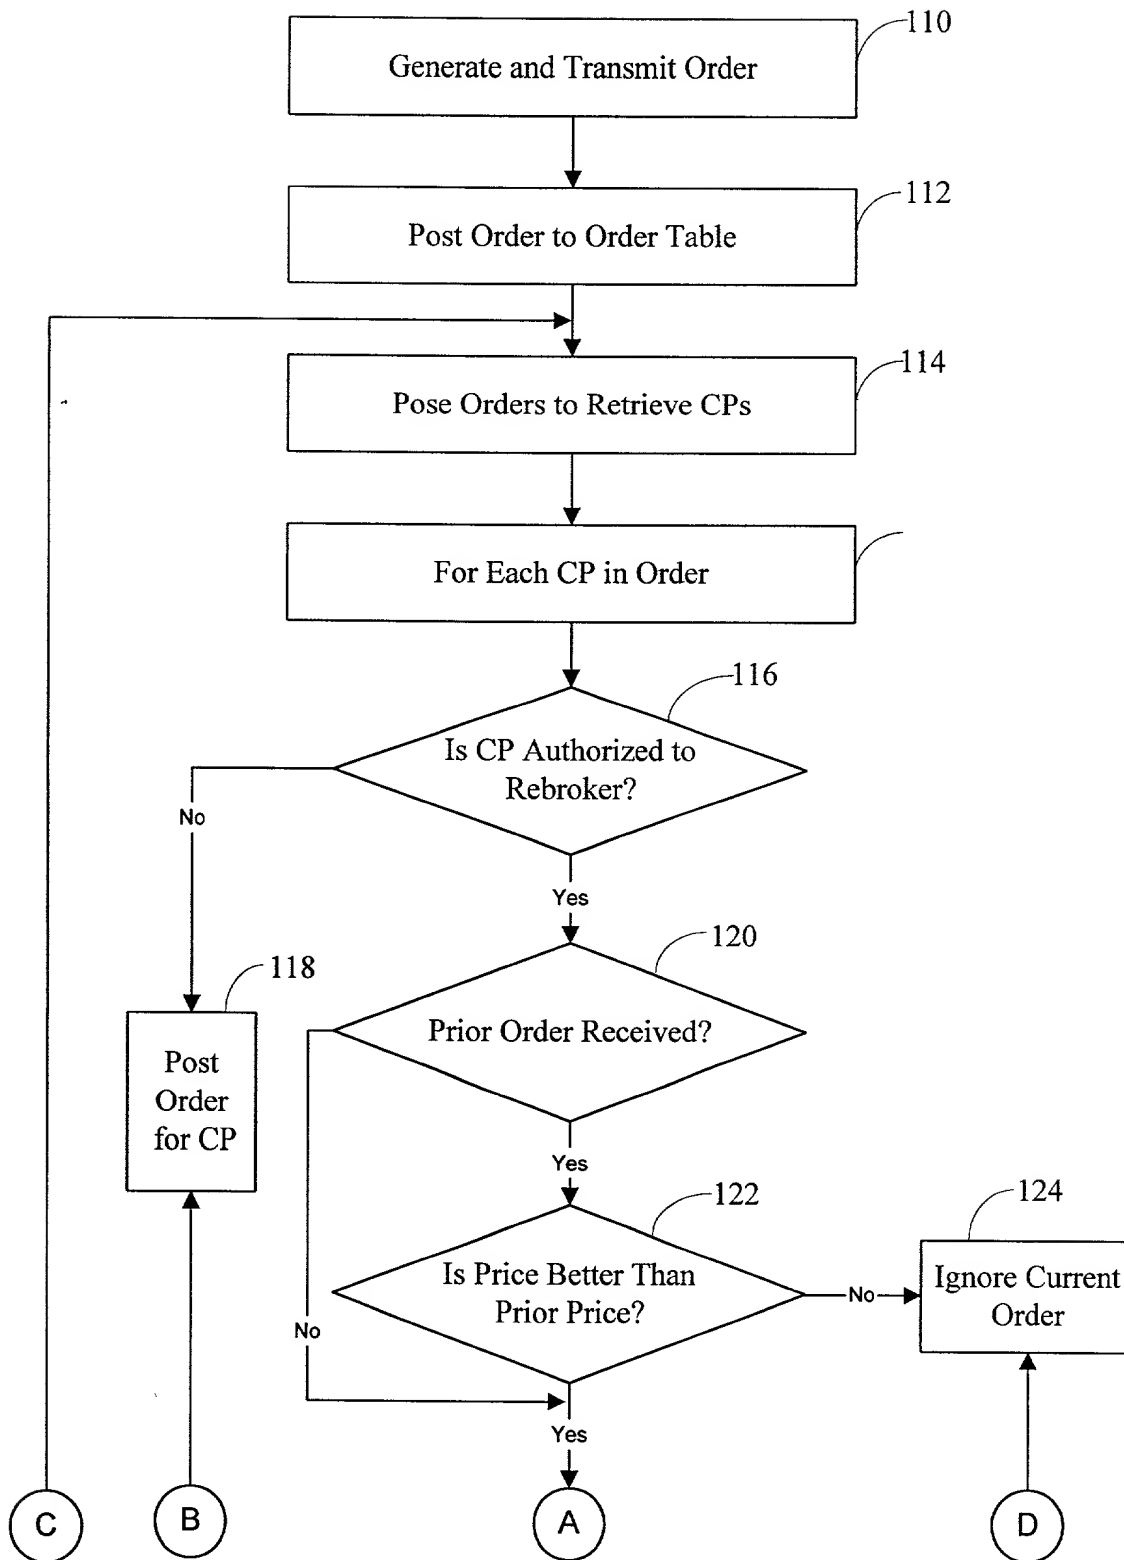 110
Generate and Transmit Order
112
Post Order to Order Table
114
Pose Orders to Retrieve CPs
For Each CP in Order
116
Is CP Authorized to
Rebroker?
No
Yes
118
120
Post
Order
for CP
Prior Order Received?
Yes
122
124
Is Price Better Than
Prior Price?
No
Ignore Current
Order
No
Yes
C
B
A
D